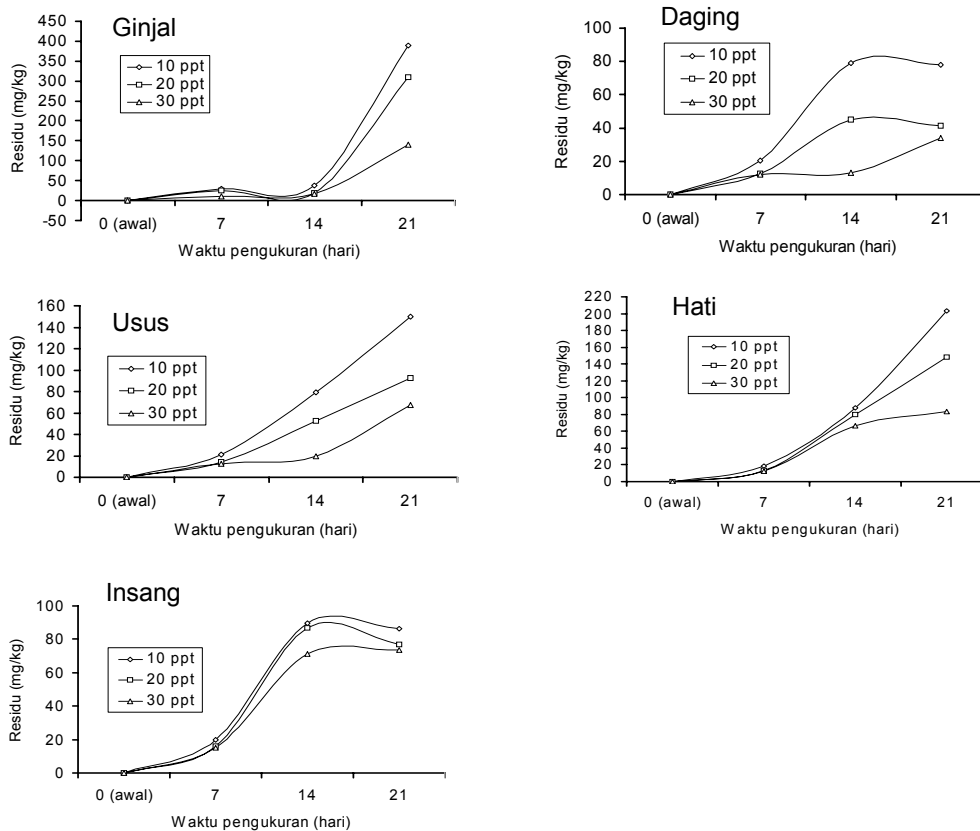 Ginjal
Residu (mg/kg)
450
400
350
300
250
200
150
100
50
0
-50
10 ppt
20 ppt
30 ppt
0 (awal) 7 14 21
Waktu pengukuran (hari)
Daging
Residu (mg/kg)
100
80
60
40
20
0
10 ppt
20 ppt
30 ppt
0 (awal) 7 14 21
Waktu pengukuran (hari)
Usus
Residu (mg/kg)
160
140
120
100
80
60
40
20
0
10 ppt
20 ppt
30 ppt
0 (awal) 7 14 21
Waktu pengukuran (hari)
Hati
Residu (mg/kg)
220
200
180
160
140
120
100
80
60
40
20
0
10 ppt
20 ppt
30 ppt
0 (awal) 7 14 21
Waktu pengukuran (hari)
Insang
Residu (mg/kg)
100
80
60
40
20
0
10 ppt
20 ppt
30 ppt
0 (awal) 7 14 21
Waktu pengukuran (hari)